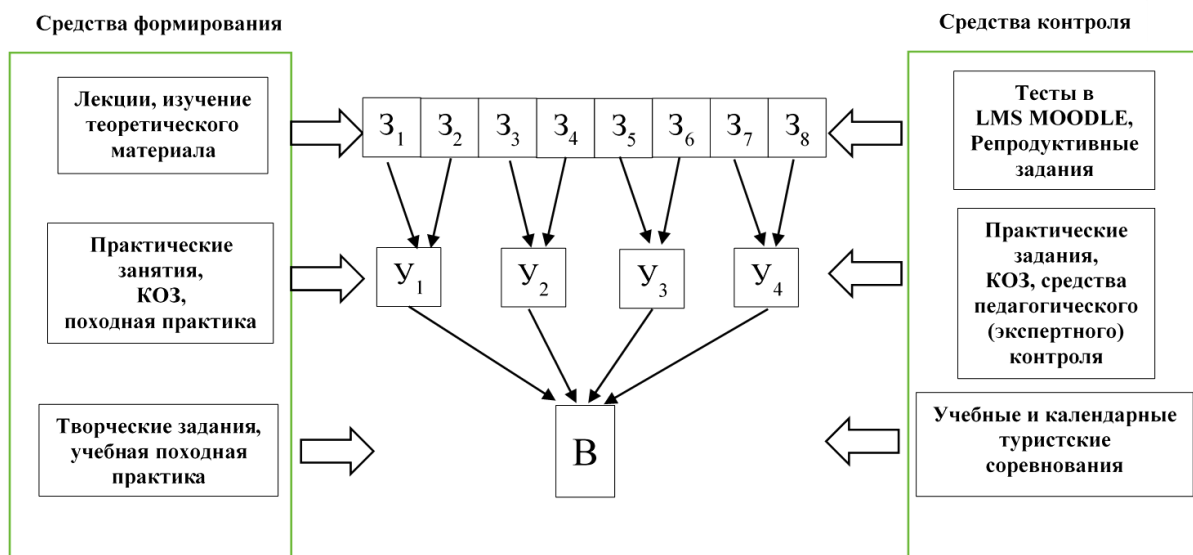 Средства формирования
Средства контроля
Лекции, изучение
теоретического
материала
З₁ З₂ З₃ З₄ З₅ З₆ З₇ З₈
Тесты в
LMS MOODLE,
Репродуктивные
задания
Практические
занятия,
КОЗ,
походная практика
У₁ У₂ У₃ У₄
Практические
задания,
КОЗ, средства
педагогического
(экспертного)
контроля
Творческие задания,
учебная походная
практика
В
Учебные и календарные
туристские
соревнования